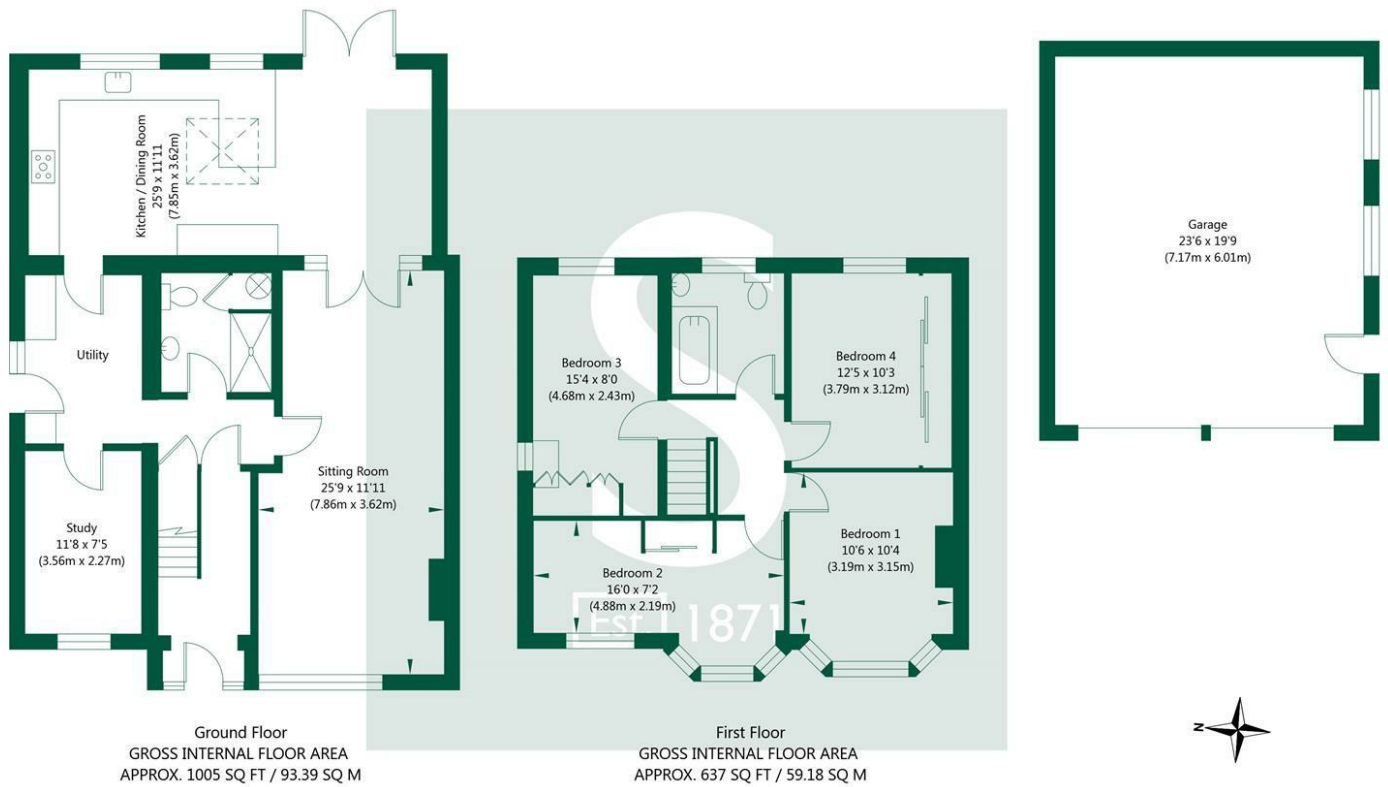 Kitchen / Dining Room
25'9 x 11'11
(7.85m x 3.62m)
Utility
Study
11'8 x 7'5
(3.56m x 2.27m)
Sitting Room
25'9 x 11'11
(7.86m x 3.62m)
Ground Floor
GROSS INTERNAL FLOOR AREA
APPROX. 1005 SQ FT / 93.39 SQ M
Bedroom 3
15'4 x 8'0
(4.68m x 2.43m)
Bedroom 4
12'5 x 10'3
(3.79m x 3.12m)
Bedroom 2
16'0 x 7'2
(4.88m x 2.19m)
Bedroom 1
10'6 x 10'4
(3.19m x 3.15m)
S
Est. 1871
First Floor
GROSS INTERNAL FLOOR AREA
APPROX. 637 SQ FT / 59.18 SQ M
Garage
23'6 x 19'9
(7.17m x 6.01m)
N